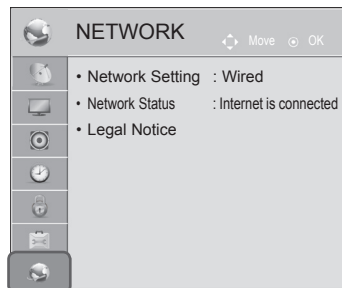 NETWORK
Move OK
• Network Setting : Wired
• Network Status : Internet is connected
• Legal Notice